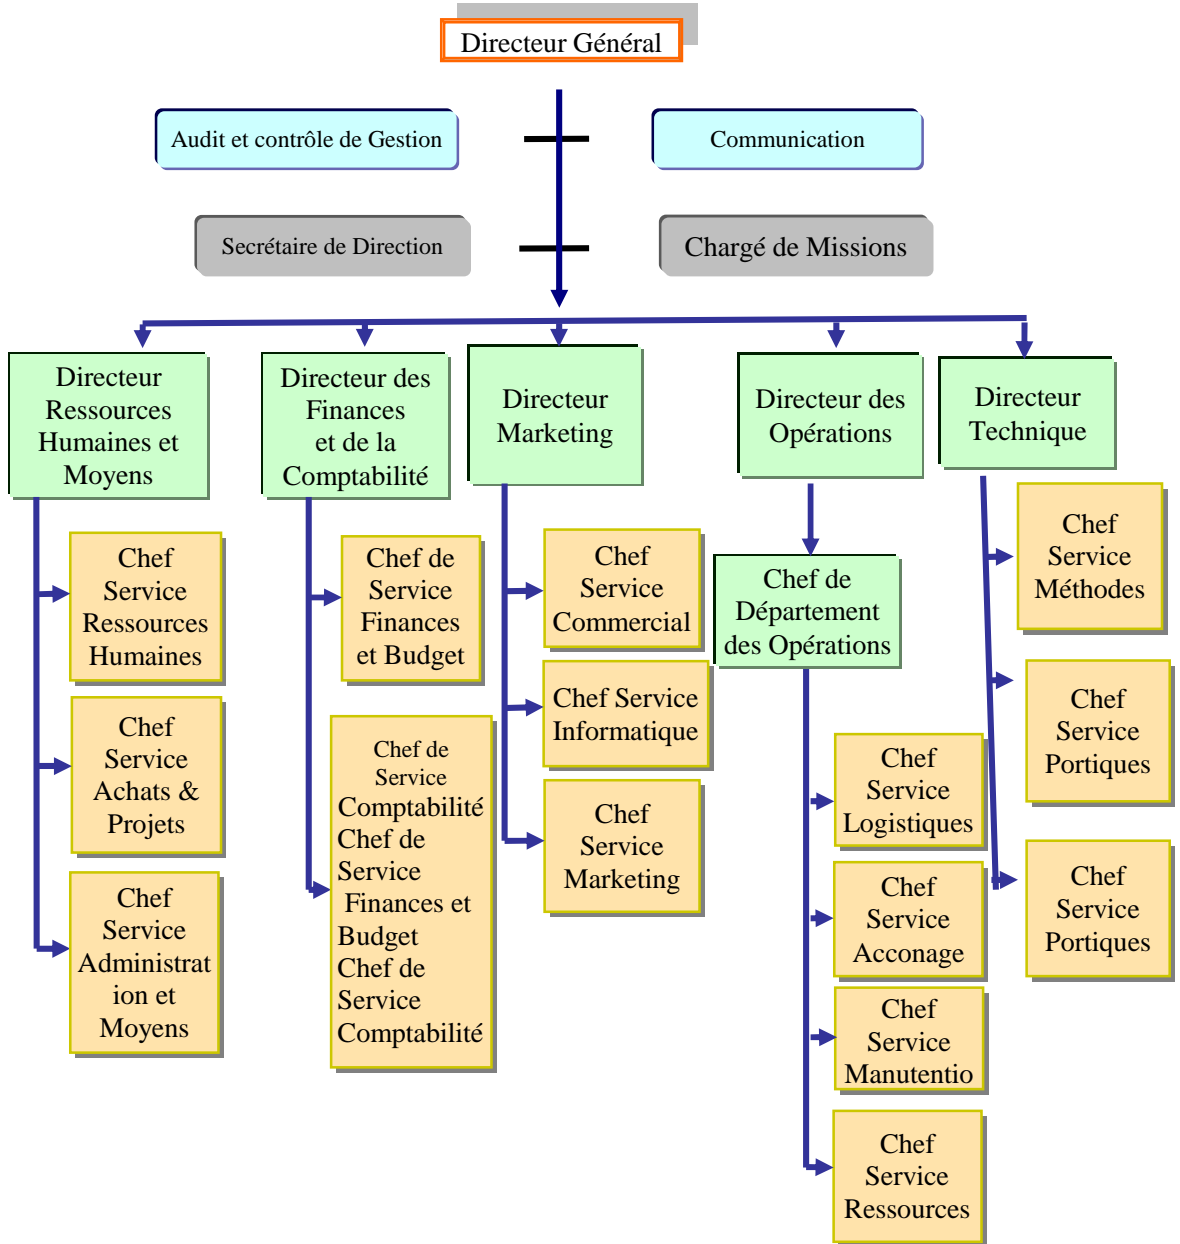 Directeur Général
Audit et contrôle de Gestion
Communication
Secrétaire de Direction
Chargé de Missions
Directeur
Ressources
Humaines et
Moyens
Directeur des
Finances
et de la
Comptabilité
Directeur
Marketing
Directeur des
Opérations
Directeur
Technique
Chef
Service
Ressources
Humaines
Chef
Service
Achats &
Projets
Chef
Service
Administrat
ion et
Moyens
Chef de
Service
Finances
et Budget
Chef de
Service
Comptabilité
Chef de
Service
Finances et
Budget
Chef de
Service
Comptabilité
Chef
Service
Commercial
Chef Service
Informatique
Chef
Service
Marketing
Chef de
Département
des Opérations
Chef
Service
Logistiques
Chef
Service
Acconage
Chef
Service
Manutentio
Chef
Service
Ressources
Chef
Service
Méthodes
Chef
Service
Portiques
Chef
Service
Portiques